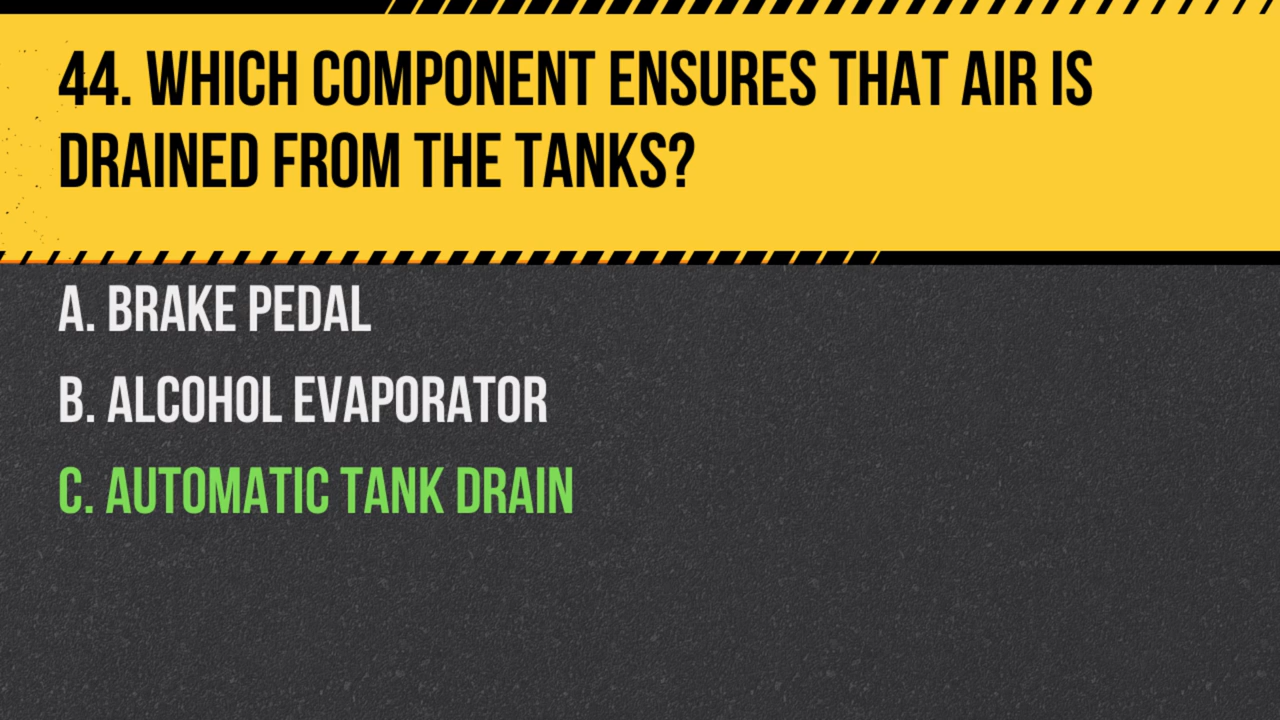 44. WHICH COMPONENT ENSURES THAT AIR IS
DRAINED FROM THE TANKS?
A. BRAKE PEDAL
B. ALCOHOL EVAPORATOR
C. AUTOMATIC TANK DRAIN